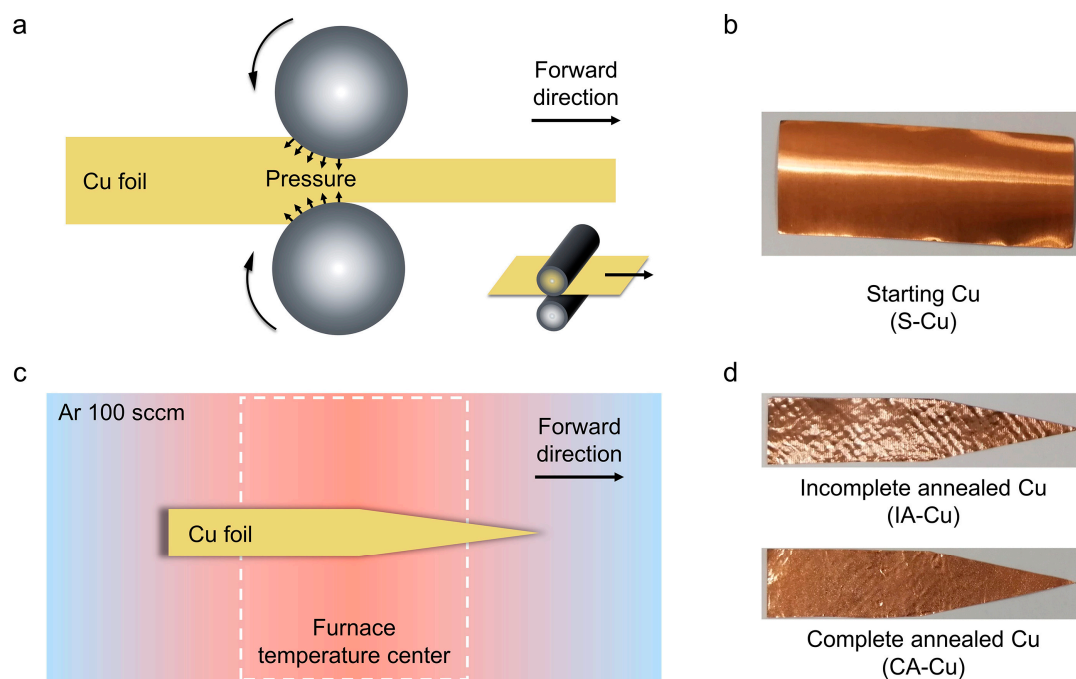 a
Forward
direction
Cu foil
Pressure
b
Starting Cu
(S-Cu)
c
Ar 100 sccm
Forward
direction
Cu foil
Furnace
temperature center
d
Incomplete annealed Cu
(IA-Cu)
Complete annealed Cu
(CA-Cu)